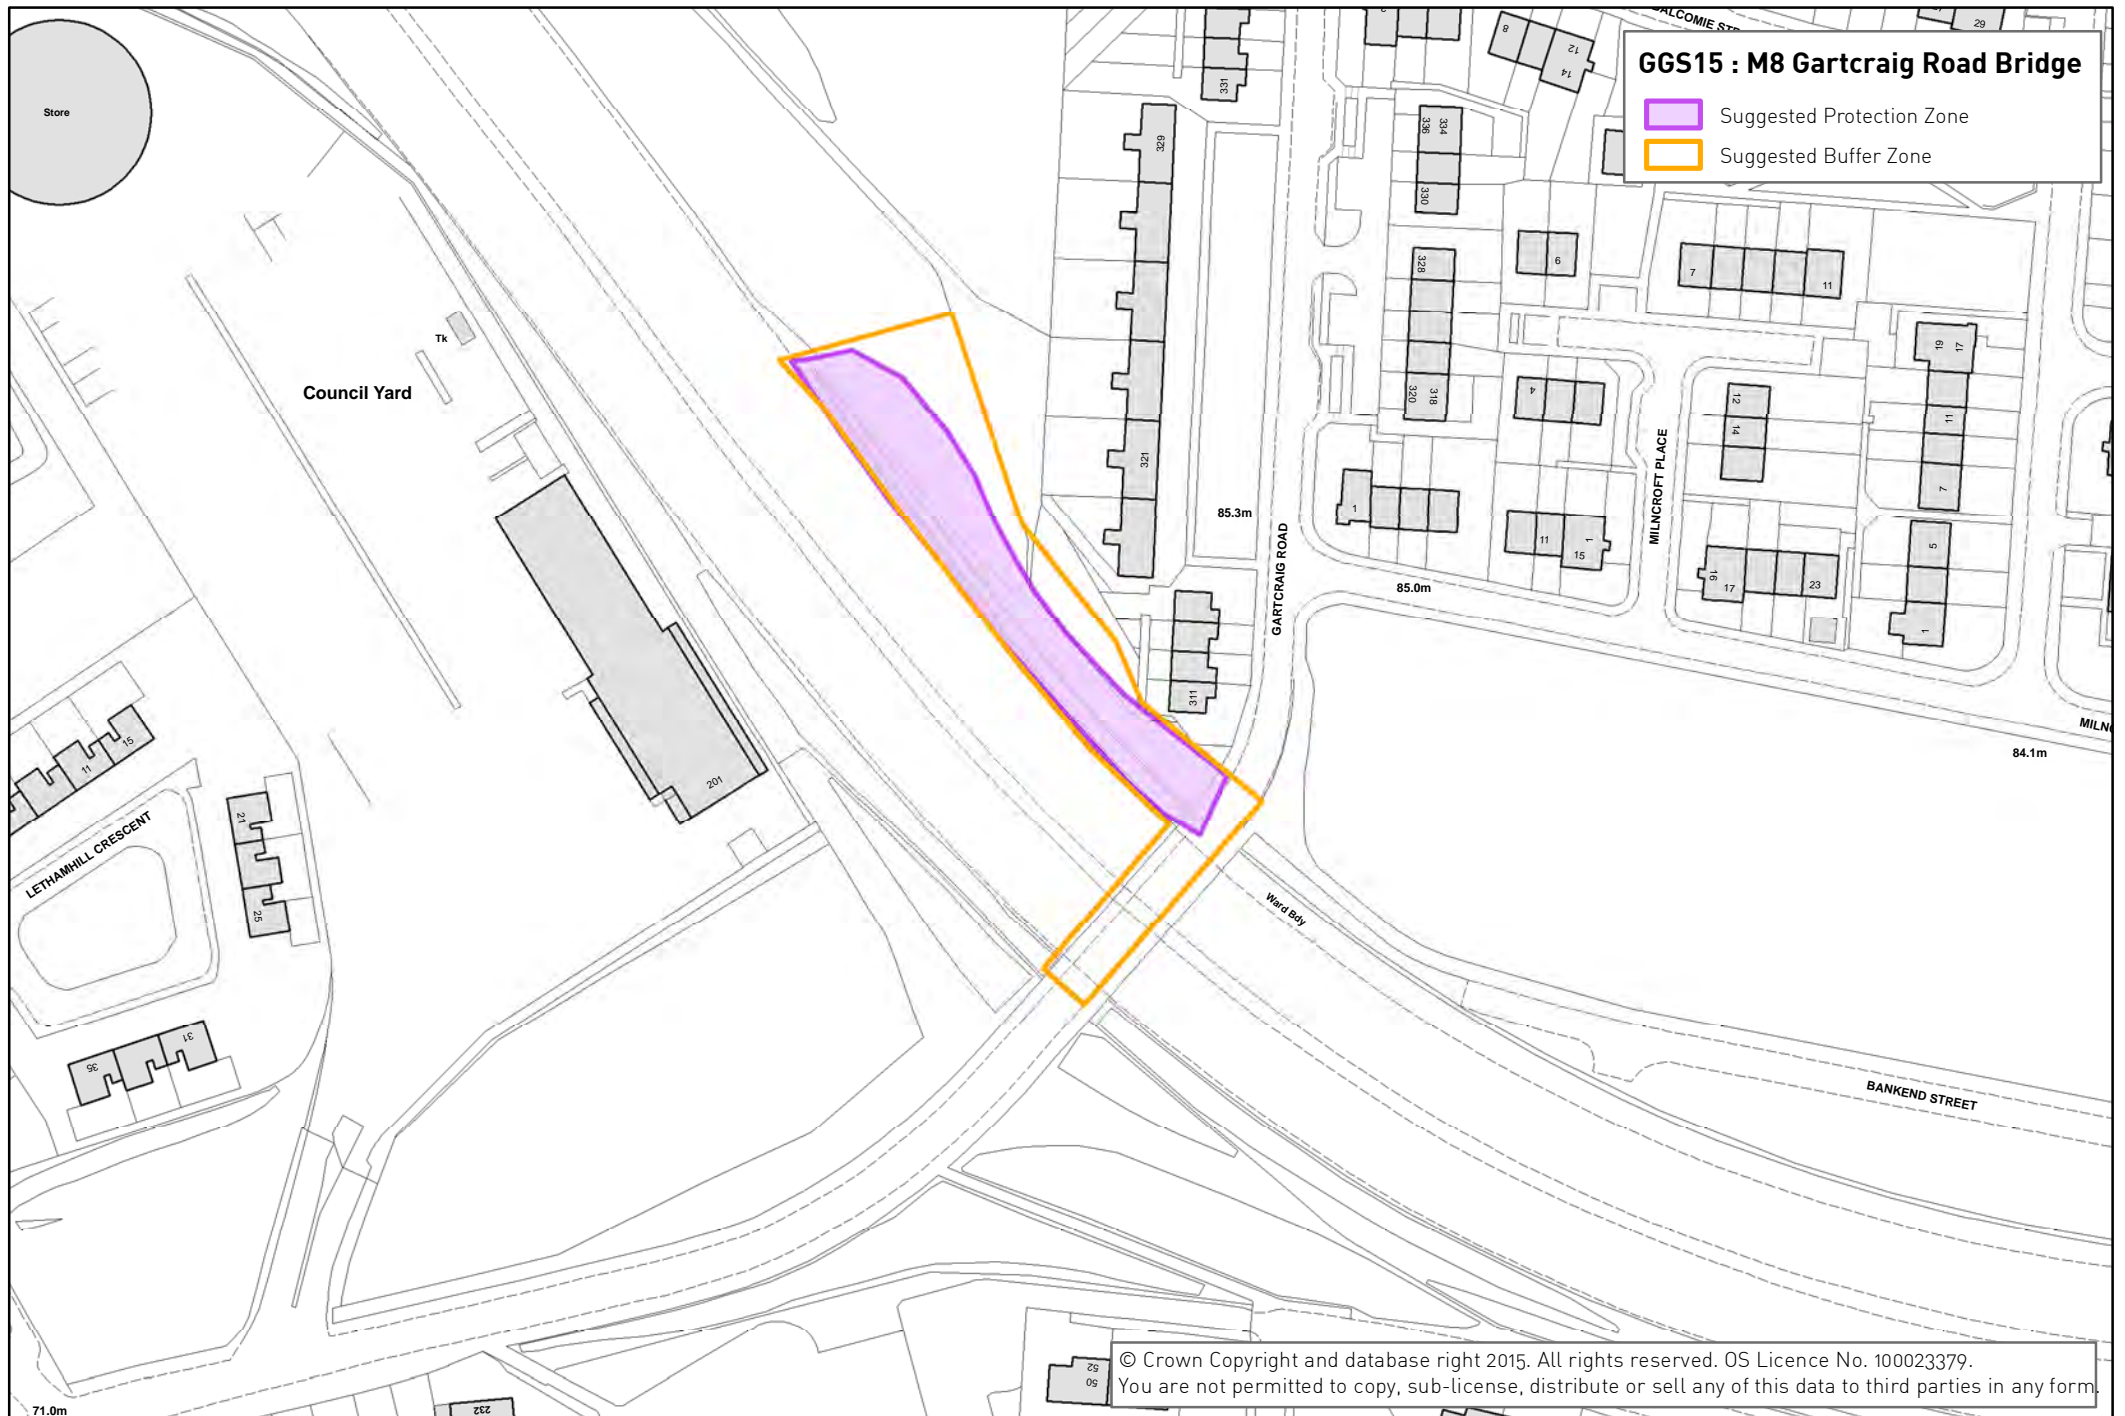 GGS15 : M8 Gartcraig Road Bridge
Suggested Protection Zone
Suggested Buffer Zone
Store
29
8
12
14
331
329
336
334
330
328
6
7
11
Tk
Council Yard
320
318
4
12
14
19
17
11
7
321
85.3m
1
11
15
1
MILNCROFT PLACE
GARTCRAIG ROAD
85.0m
16
17
23
5
1
311
84.1m
15
11
201
21
25
LETHAMHILL CRESCENT
Ward Bdy
35
31
BANKEND STREET
52
50
232
71.0m
© Crown Copyright and database right 2015. All rights reserved. OS Licence No. 100023379.
You are not permitted to copy, sub-license, distribute or sell any of this data to third parties in any form.